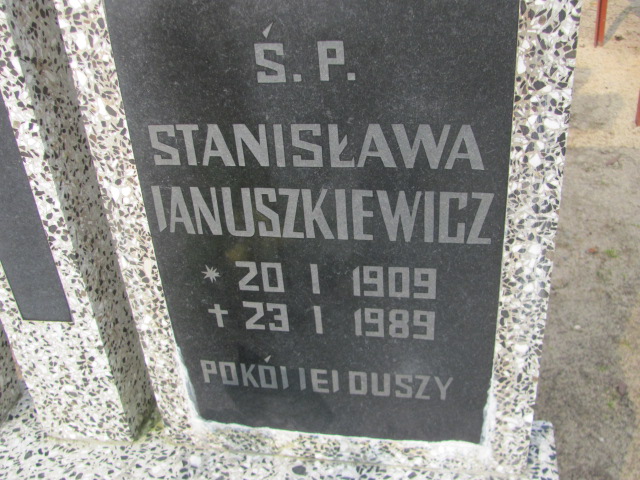 Ś. P.
STANISŁAWA
JANUSZKIEWICZ
* 20 I 1909
+ 23 I 1989
POKÓJ JEJ DUSZY